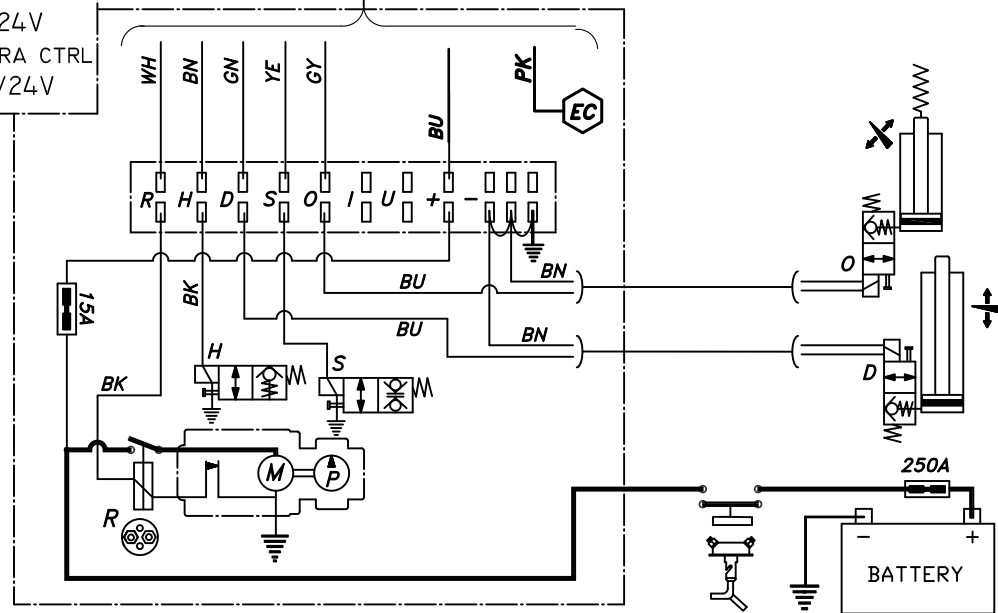 24V
RA CTRL
/24V
WH
BN
GN
YE
GY
BU
PK
EC
R H D S O I U + −
BU
BN
BK
BU
BN
15A
H
S
BK
M
P
R
O
D
250A
− +
BATTERY